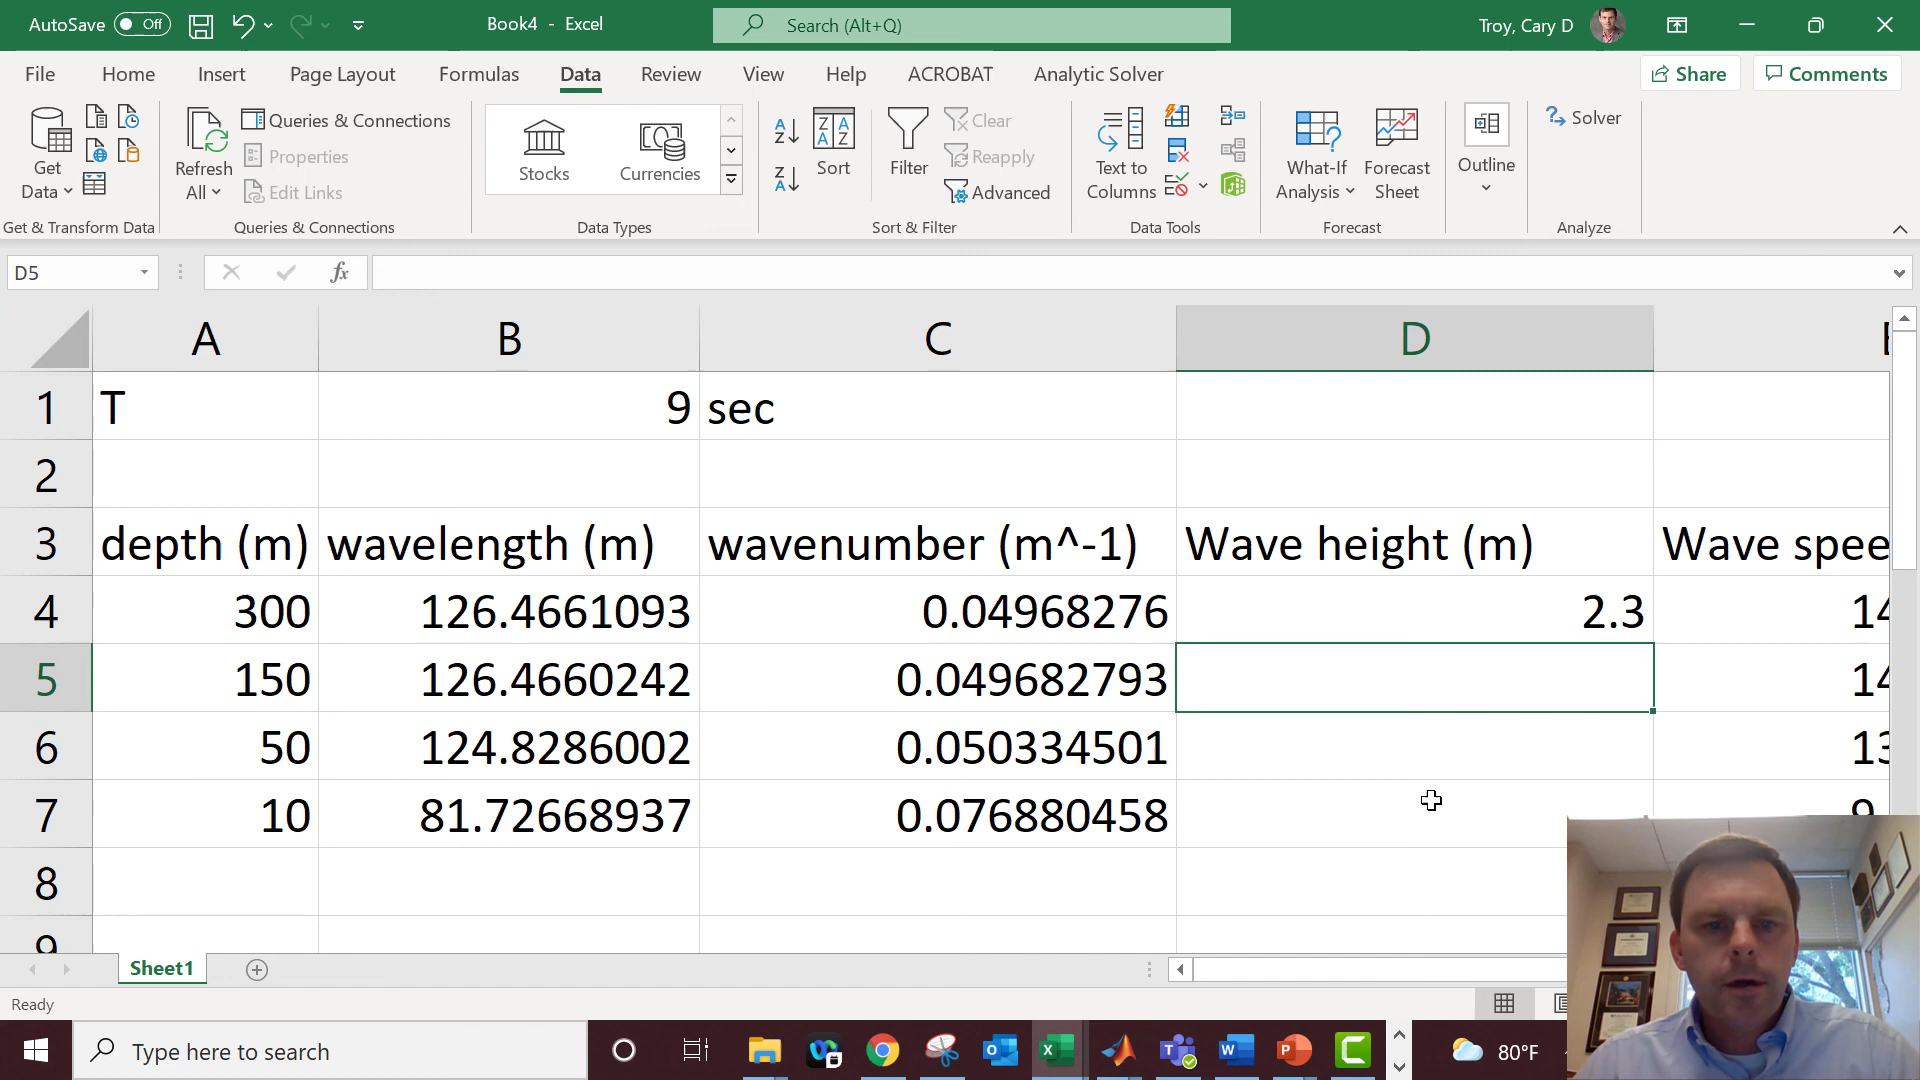 AutoSave Off Book4 - Excel Search (Alt+Q) Troy, Cary D
File Home Insert Page Layout Formulas Data Review View Help ACROBAT Analytic Solver Share Comments
Get Data
Refresh All
Queries & Connections
Properties
Edit Links
Stocks Currencies
A Z
Z A
Z A A Z
Sort
Filter
Clear
Reapply
Advanced
Text to Columns
What-If Analysis
Forecast Sheet
Outline
Solver
Get & Transform Data Queries & Connections Data Types Sort & Filter Data Tools Forecast Analyze
D5 fx
A B C D
1 T 9 sec
2
3 depth (m) wavelength (m) wavenumber (m^-1) Wave height (m) Wave spee
4 300 126.4661093 0.04968276 2.3 14
5 150 126.4660242 0.049682793 14
6 50 124.8286002 0.050334501 13
7 10 81.72668937 0.076880458 9
8
9
Sheet1
Ready
Type here to search 80°F